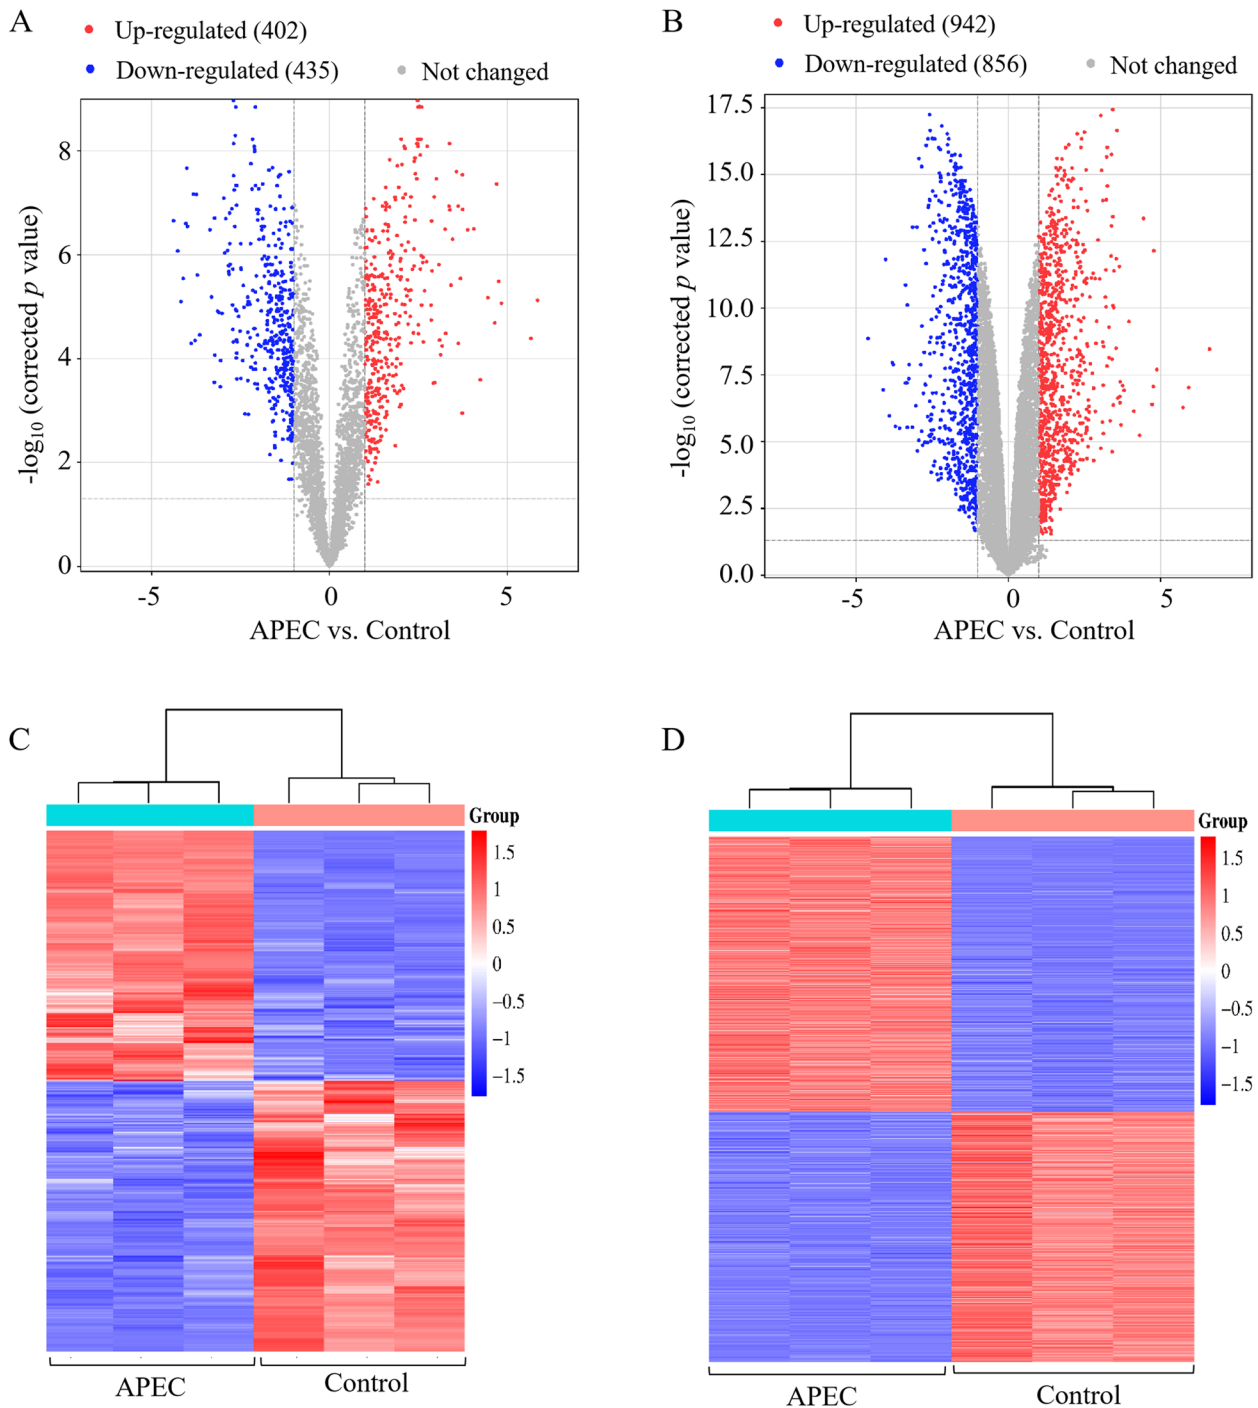 A
Up-regulated (402)
Down-regulated (435)
Not changed
8
6
4
2
0
-log10 (corrected p value)
-5
0
5
APEC vs. Control
B
Up-regulated (942)
Down-regulated (856)
Not changed
17.5
15.0
12.5
10.0
7.5
5.0
2.5
0.0
-log10 (corrected p value)
-5
0
5
APEC vs. Control
C
Group
1.5
1
0.5
0
−0.5
−1
−1.5
APEC
Control
D
Group
1.5
1
0.5
0
−0.5
−1
−1.5
APEC
Control